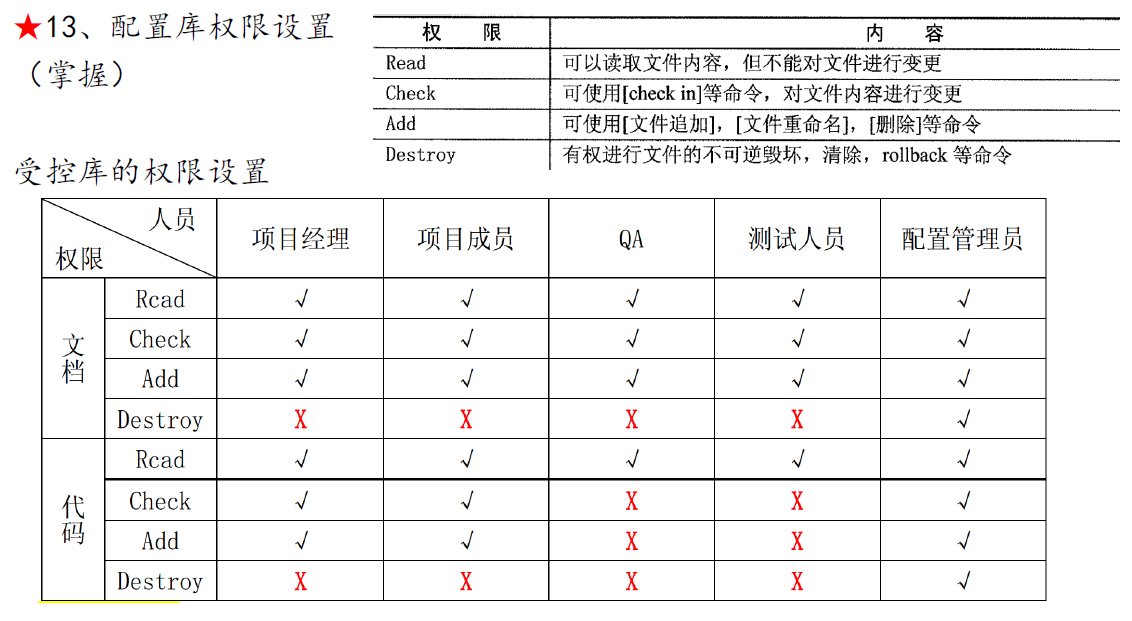 ★13、配置库权限设置
（掌握）
权 限 内 容
Read 可以读取文件内容，但不能对文件进行变更
Check 可使用[check in]等命令，对文件内容进行变更
Add 可使用[文件追加]，[文件重命名]，[删除]等命令
Destroy 有权进行文件的不可逆毁坏，清除，rollback 等命令
受控库的权限设置
人员 权限 项目经理 项目成员 QA 测试人员 配置管理员
文档 Rcad √ √ √ √ √
Check √ √ √ √ √
Add √ √ √ √ √
Destroy X X X X √
代码 Rcad √ √ √ √ √
Check √ √ X X √
Add √ √ X X √
Destroy X X X X √